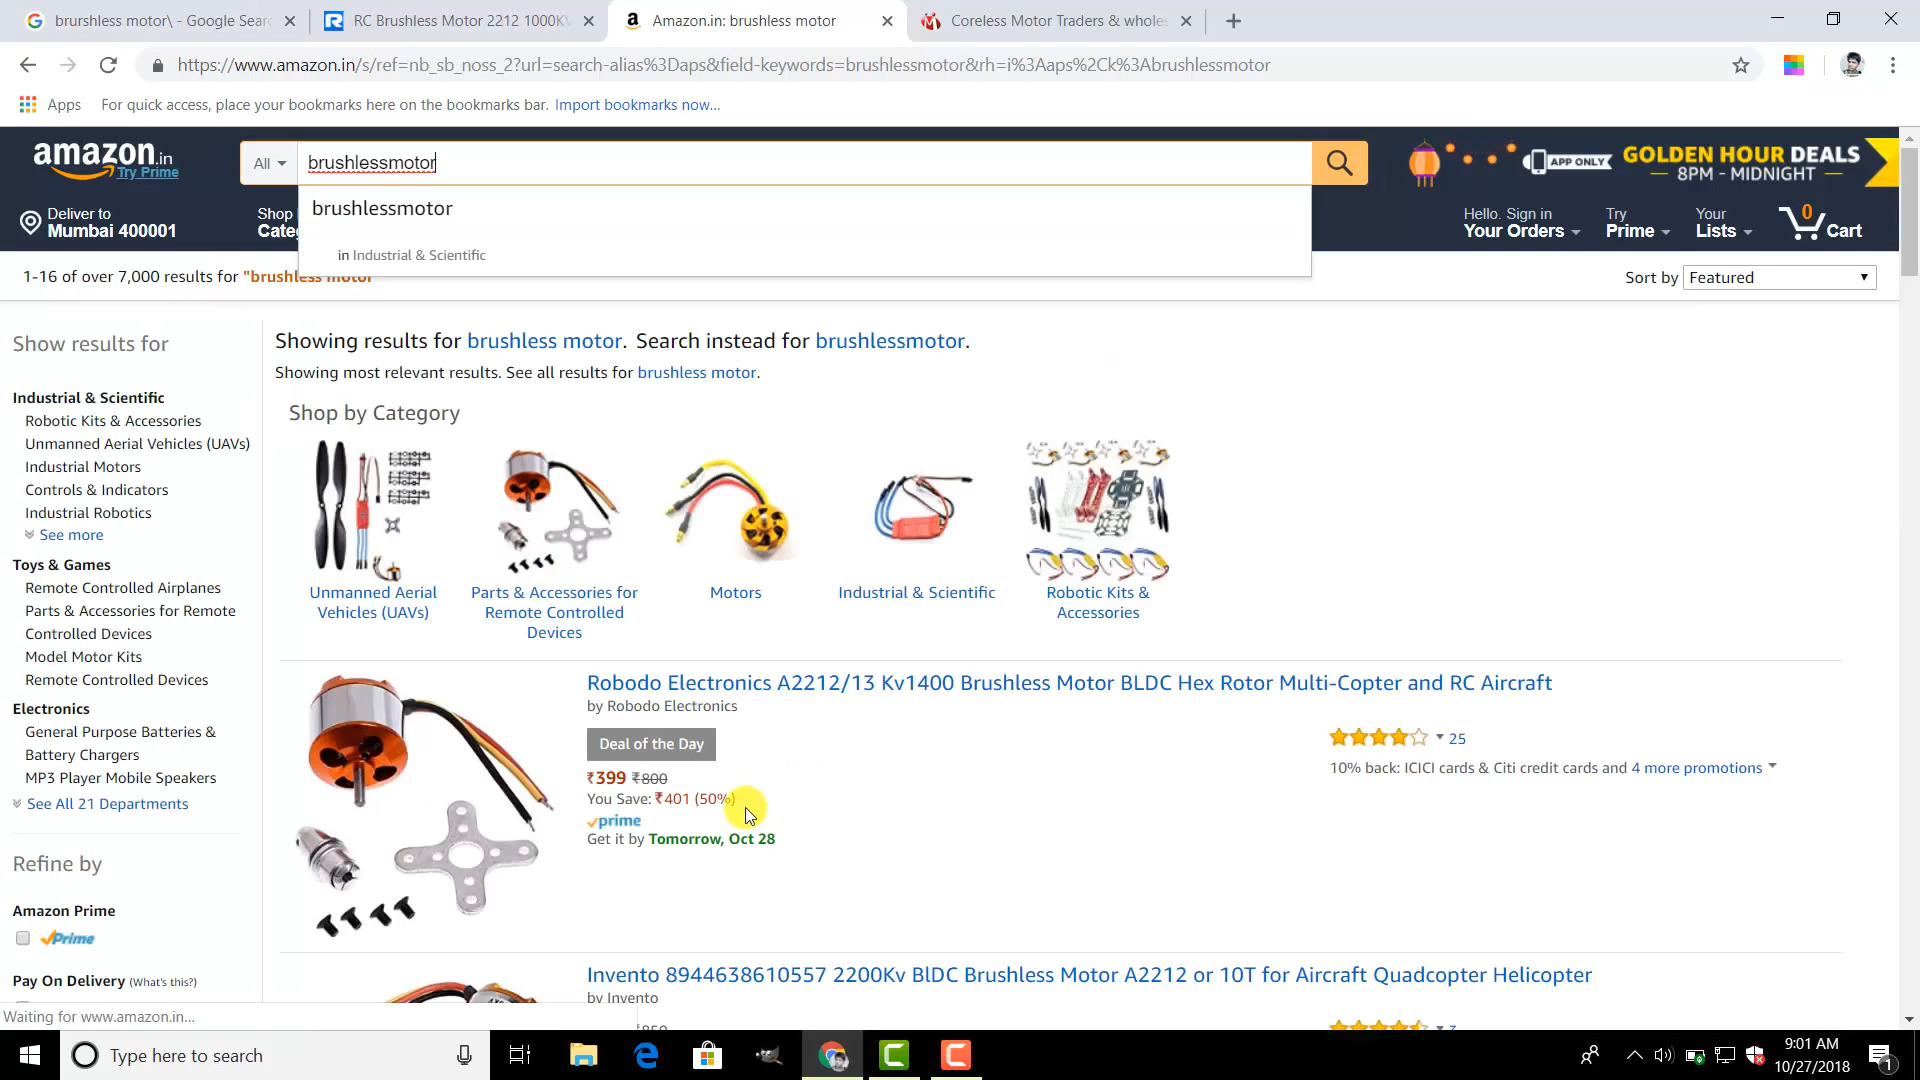 brurshless motor\ - Google Sear
RC Brushless Motor 2212 1000KV
Amazon.in: brushless motor
Coreless Motor Traders & wholes
https://www.amazon.in/s/ref=nb_sb_noss_2?url=search-alias%3Daps&field-keywords=brushlessmotor&rh=i%3Aaps%2Ck%3Abrushlessmotor
Apps
For quick access, place your bookmarks here on the bookmarks bar. Import bookmarks now...
amazon.in
Try Prime
All
brushlessmotor
APP ONLY
GOLDEN HOUR DEALS
8PM - MIDNIGHT
brushlessmotor
in Industrial & Scientific
Deliver to
Mumbai 400001
Shop
Cate
Hello. Sign in
Your Orders
Try
Prime
Your
Lists
0
Cart
1-16 of over 7,000 results for "brushless motor"
Sort by
Featured
Show results for
Industrial & Scientific
Robotic Kits & Accessories
Unmanned Aerial Vehicles (UAVs)
Industrial Motors
Controls & Indicators
Industrial Robotics
See more
Toys & Games
Remote Controlled Airplanes
Parts & Accessories for Remote
Controlled Devices
Model Motor Kits
Remote Controlled Devices
Electronics
General Purpose Batteries &
Battery Chargers
MP3 Player Mobile Speakers
See All 21 Departments
Refine by
Amazon Prime
Prime
Pay On Delivery (What's this?)
Showing results for brushless motor. Search instead for brushlessmotor.
Showing most relevant results. See all results for brushless motor.
Shop by Category
Unmanned Aerial
Vehicles (UAVs)
Parts & Accessories for
Remote Controlled
Devices
Motors
Industrial & Scientific
Robotic Kits &
Accessories
Robodo Electronics A2212/13 Kv1400 Brushless Motor BLDC Hex Rotor Multi-Copter and RC Aircraft
by Robodo Electronics
Deal of the Day
₹399 ₹800
You Save: ₹401 (50%)
prime
Get it by Tomorrow, Oct 28
25
10% back: ICICI cards & Citi credit cards and 4 more promotions
Invento 8944638610557 2200Kv BlDC Brushless Motor A2212 or 10T for Aircraft Quadcopter Helicopter
by Invento
Waiting for www.amazon.in...
Type here to search
9:01 AM
10/27/2018
1